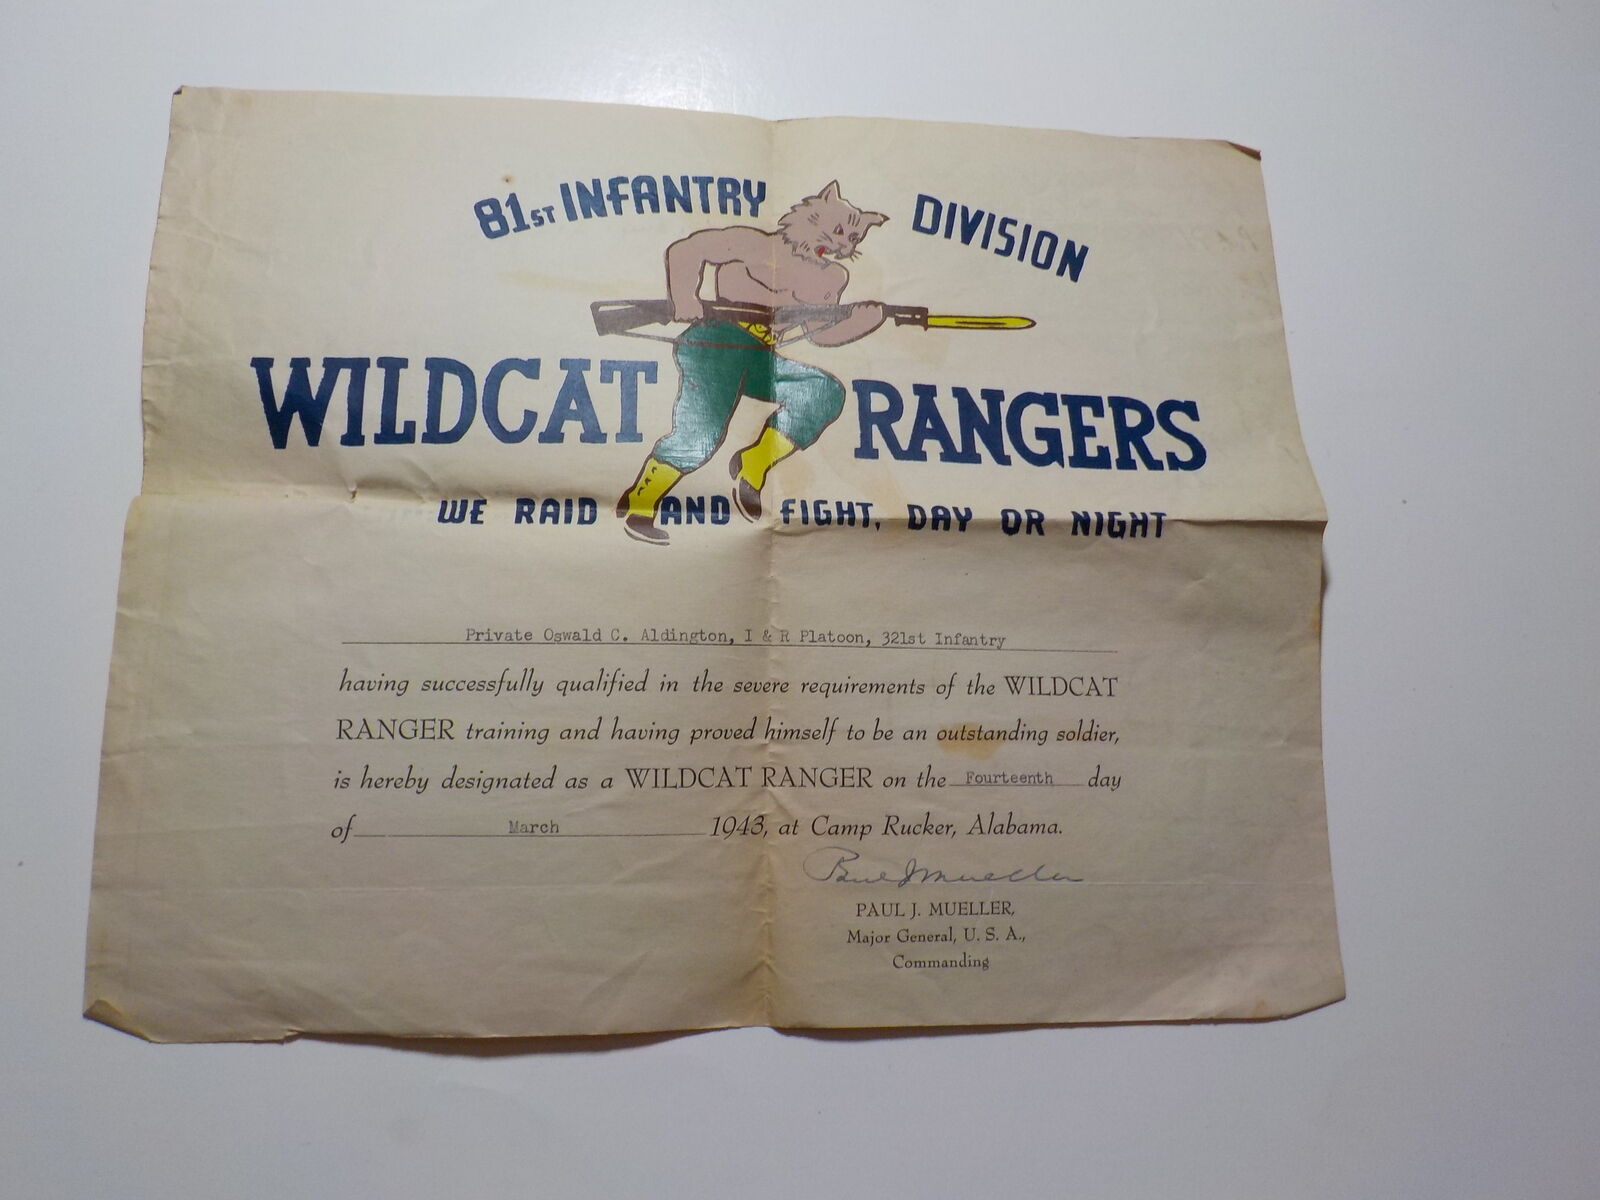 81ST INFANTRY DIVISION
WILDCAT RANGERS
WE RAID AND FIGHT, DAY OR NIGHT
Private Oswald C. Aldington, I & R Platoon, 321st Infantry
having successfully qualified in the severe requirements of the WILDCAT
RANGER training and having proved himself to be an outstanding soldier,
is hereby designated as a WILDCAT RANGER on the Fourteenth day
of March 1943, at Camp Rucker, Alabama.
Paul J Mueller
PAUL J. MUELLER,
Major General, U. S. A.,
Commanding